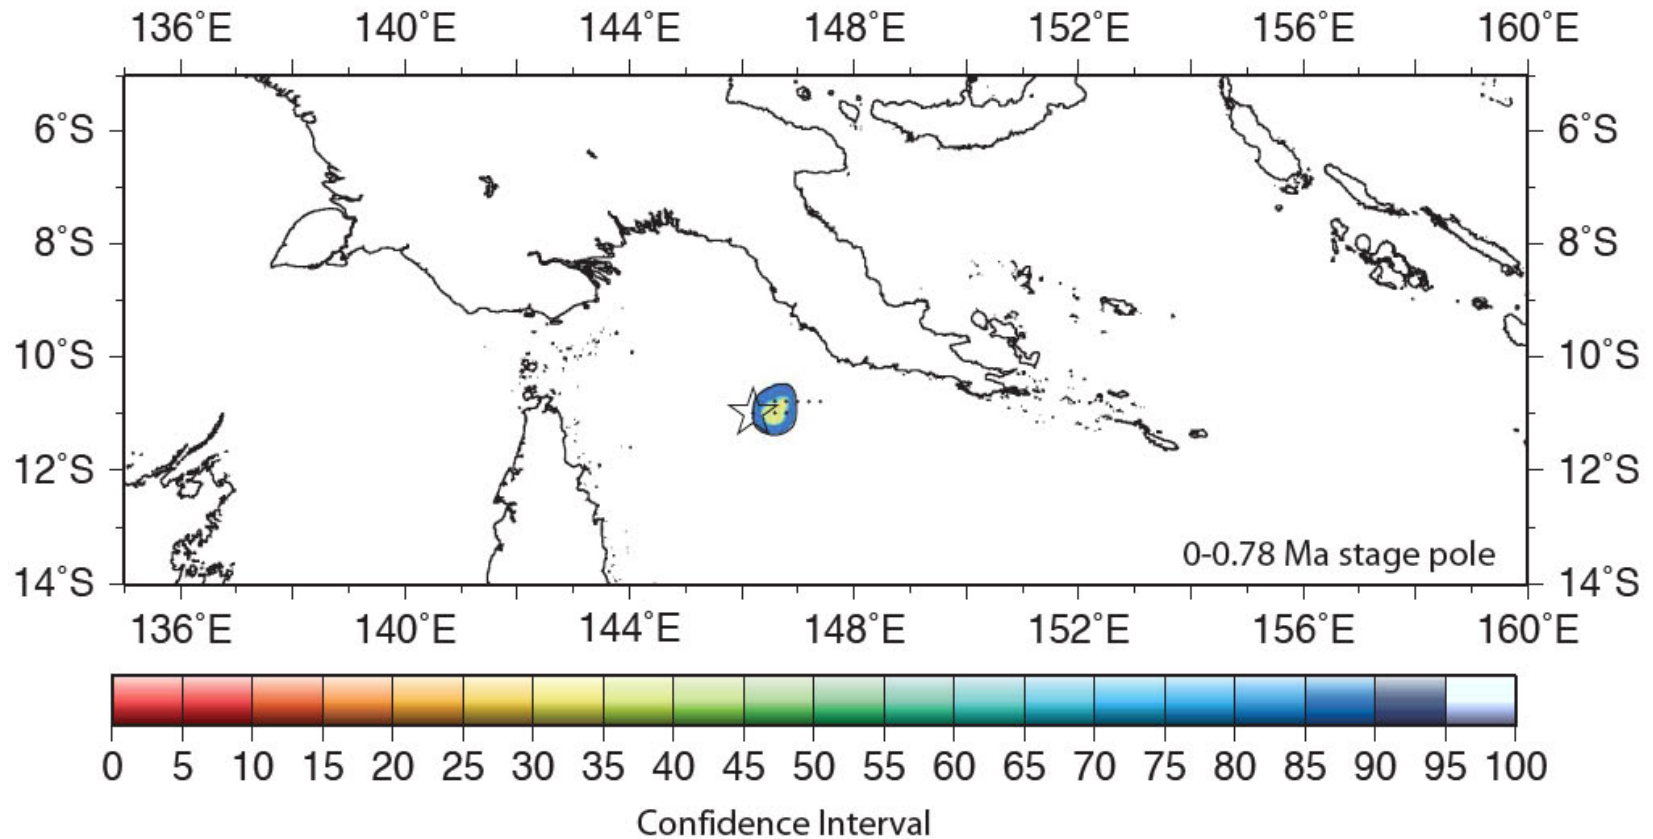 136°E 140°E 144°E 148°E 152°E 156°E 160°E
6°S 6°S
8°S 8°S
10°S 10°S
12°S 12°S
0-0.78 Ma stage pole
14°S 14°S
136°E 140°E 144°E 148°E 152°E 156°E 160°E
0 5 10 15 20 25 30 35 40 45 50 55 60 65 70 75 80 85 90 95 100
Confidence Interval